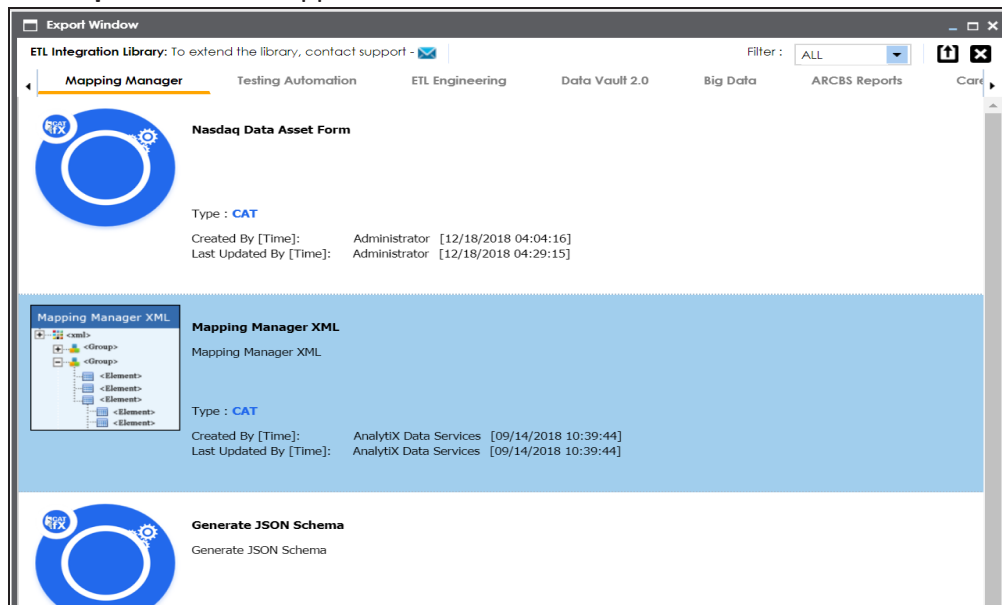 Export Window
ETL Integration Library: To extend the library, contact support -
Filter : ALL
Mapping Manager Testing Automation ETL Engineering Data Vault 2.0 Big Data ARCBS Reports Care
CAT
fX
Nasdaq Data Asset Form
Type : CAT
Created By [Time]: Administrator [12/18/2018 04:04:16]
Last Updated By [Time]: Administrator [12/18/2018 04:29:15]
Mapping Manager XML
<xml>
<Group>
<Group>
<Element>
<Element>
<Element>
<Element>
<Element>
Mapping Manager XML
Mapping Manager XML
Type : CAT
Created By [Time]: AnalytiX Data Services [09/14/2018 10:39:44]
Last Updated By [Time]: AnalytiX Data Services [09/14/2018 10:39:44]
CAT
fX
Generate JSON Schema
Generate JSON Schema